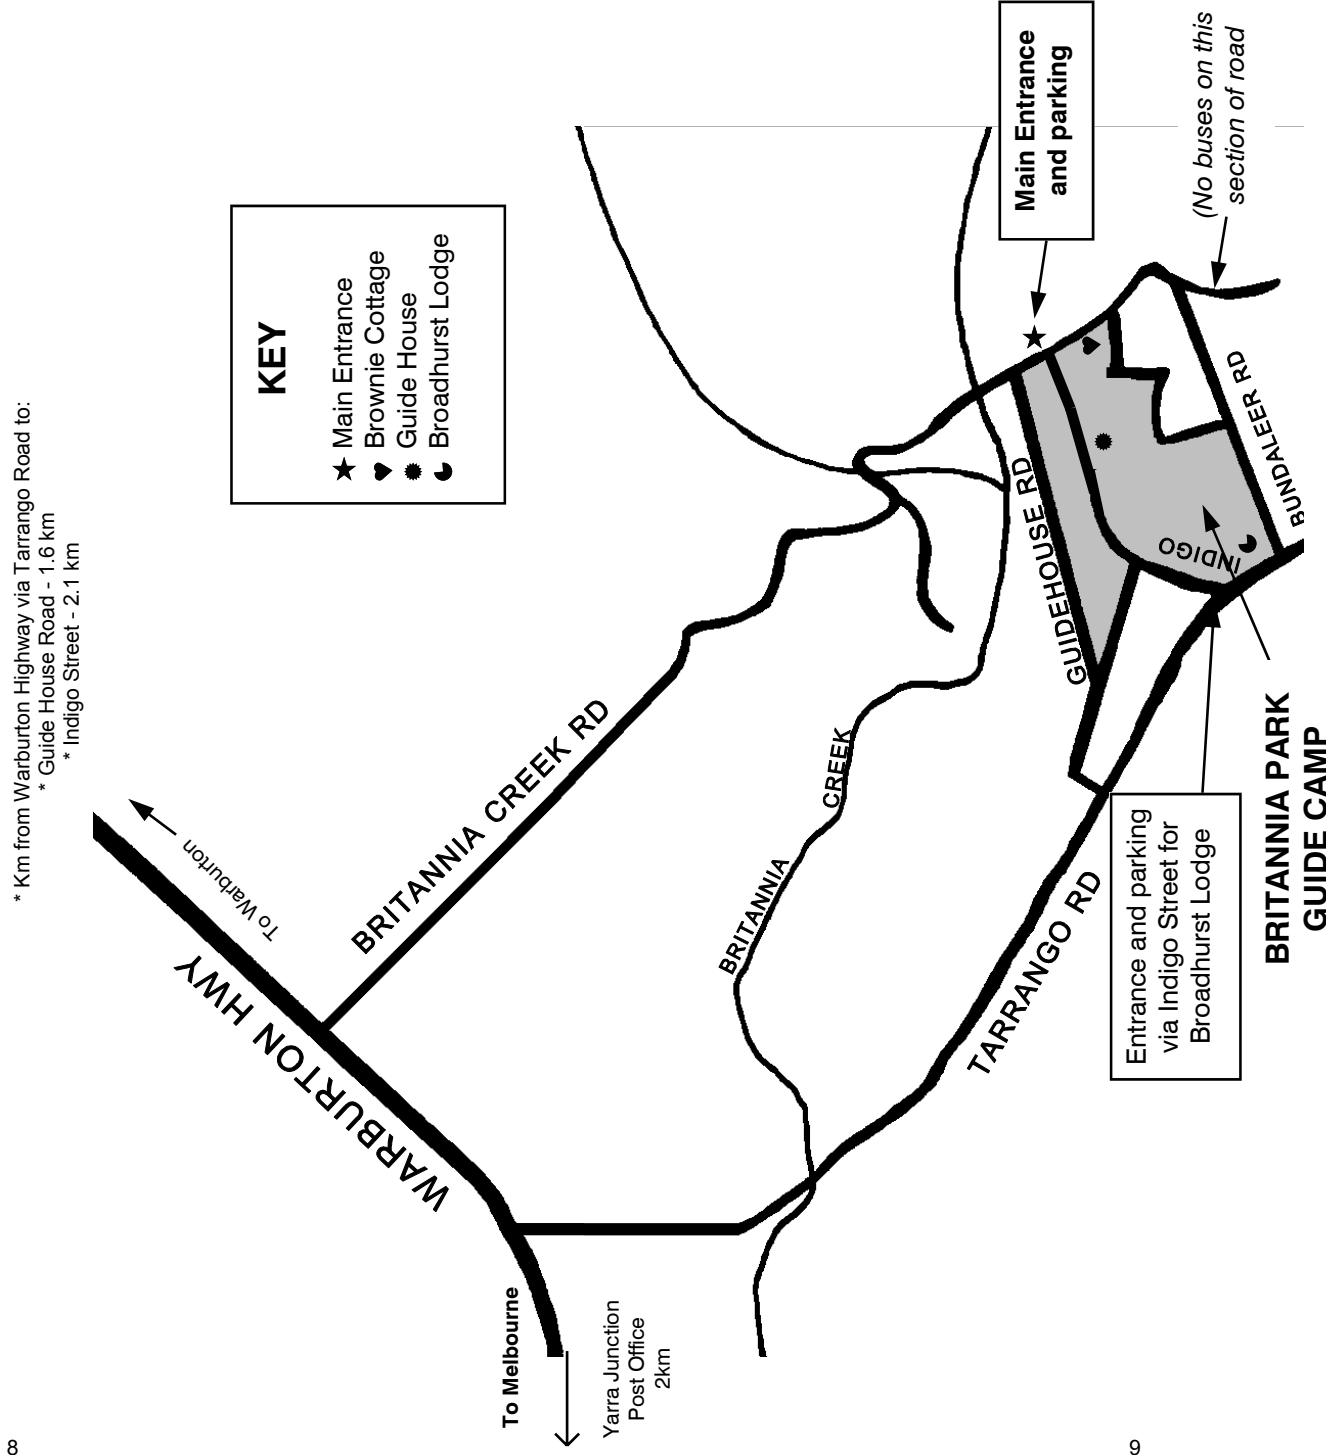 * Km from Warburton Highway via Tarrango Road to:
* Guide House Road - 1.6 km
* Indigo Street - 2.1 km
KEY
Main Entrance
Brownie Cottage
Guide House
Broadhurst Lodge
Main Entrance
and parking
(No buses on this
section of road
To Warburton
WARBURTON HWY
BRITANNIA CREEK RD
BRITANNIA
CREEK
GUIDEHOUSE RD
INDIGO
BUNDALEER RD
TARRANGO RD
Entrance and parking
via Indigo Street for
Broadhurst Lodge
BRITANNIA PARK
GUIDE CAMP
To Melbourne
Yarra Junction
Post Office
2km
8
9